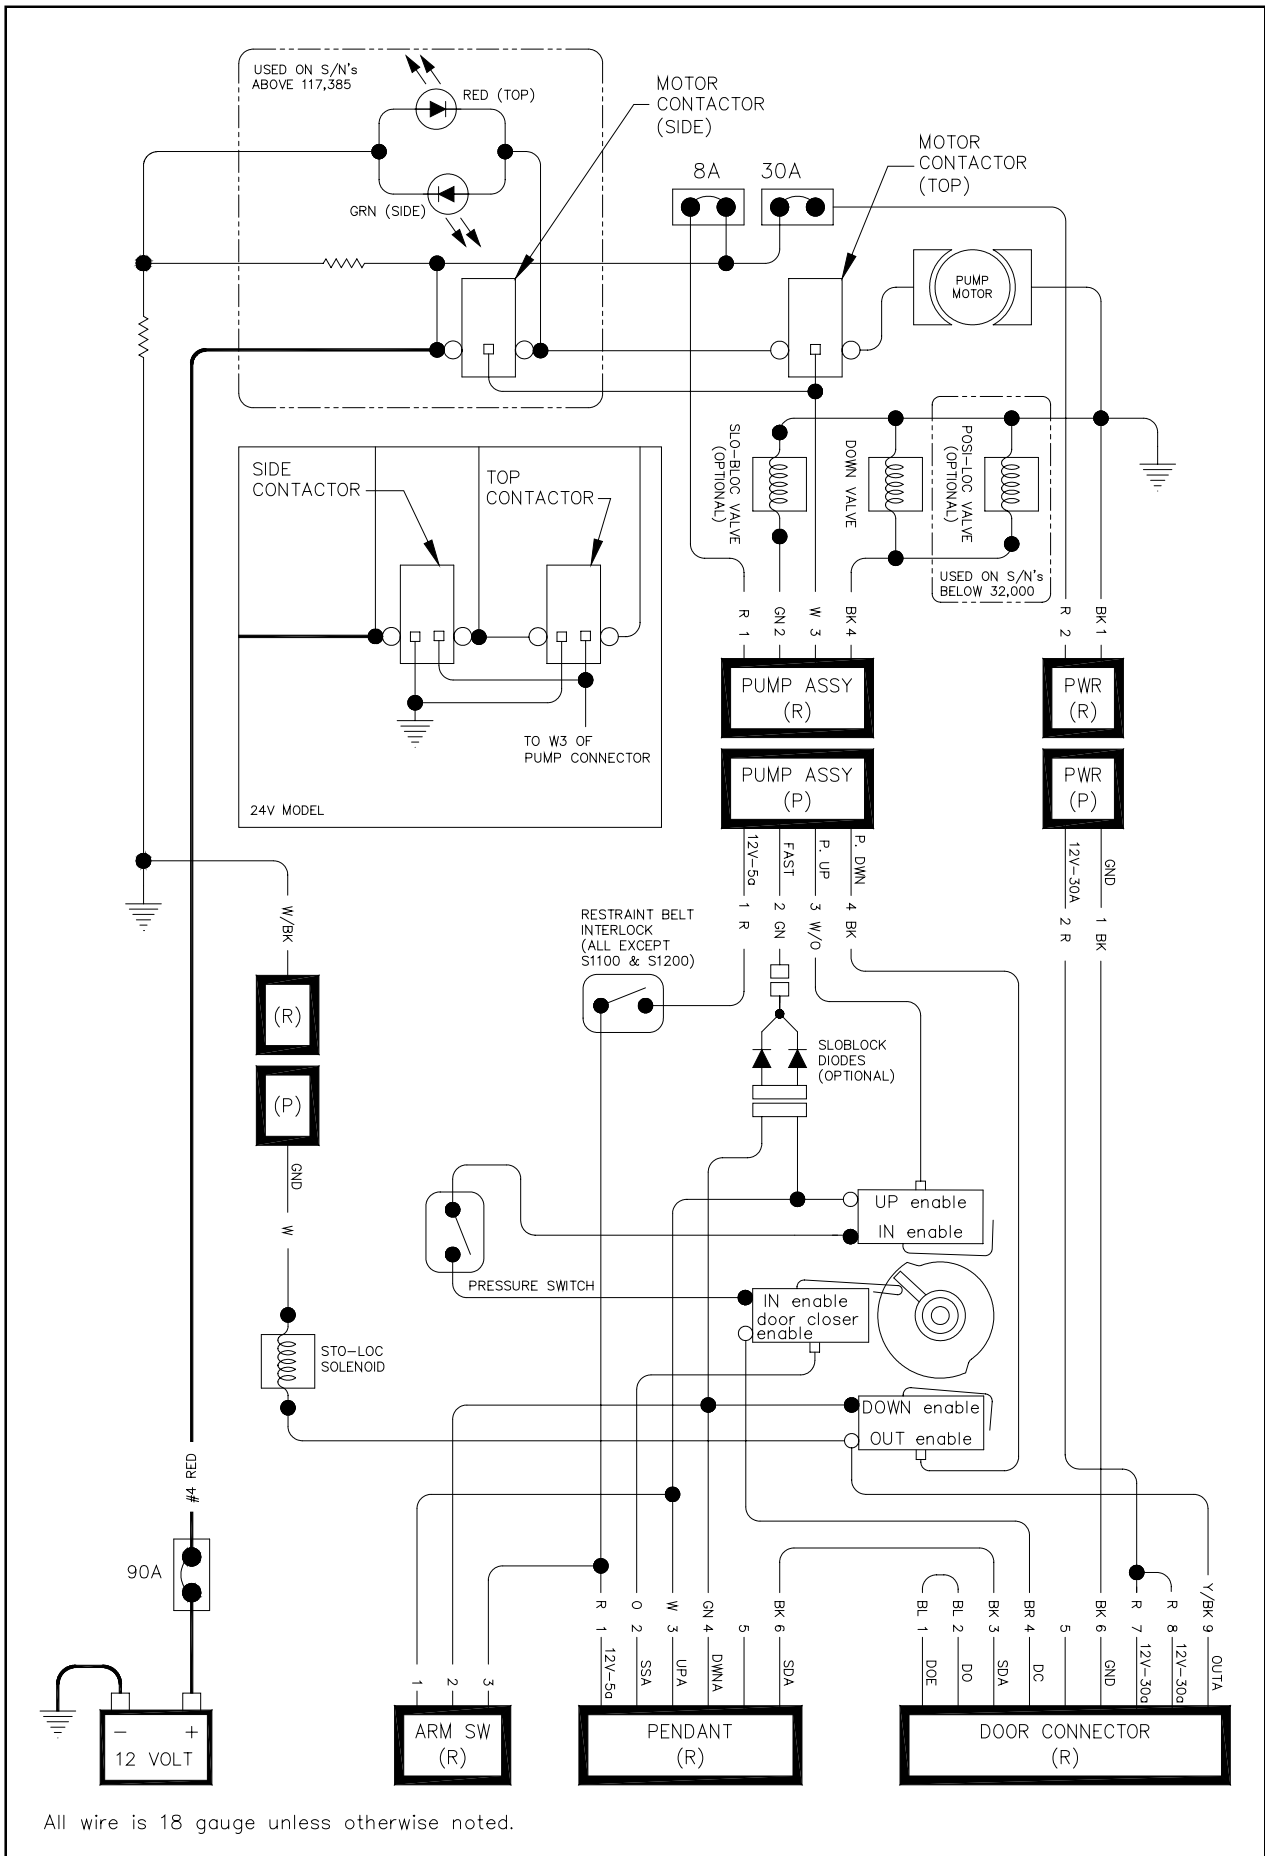 USED ON S/N's
ABOVE 117,385
RED (TOP)
GRN (SIDE)
MOTOR
CONTACTOR
(SIDE)
8A
30A
MOTOR
CONTACTOR
(TOP)
PUMP
MOTOR
SLO-BLOC VALVE
(OPTIONAL)
DOWN VALVE
POSI-LOC VALVE
(OPTIONAL)
USED ON S/N's
BELOW 32,000
SIDE
CONTACTOR
TOP
CONTACTOR
TO W3 OF
PUMP CONNECTOR
24V MODEL
R 1
GN 2
W 3
BK 4
R 2
BK 1
PUMP ASSY
(R)
PWR
(R)
PUMP ASSY
(P)
PWR
(P)
12V-5a
FAST
P. UP
P. DWN
12V-30A
GND
1 R
2 GN
3 W/O
4 BK
2 R
1 BK
W/BK
(R)
(P)
GND
W
RESTRAINT BELT
INTERLOCK
(ALL EXCEPT
S1100 & S1200)
SLOBLOCK
DIODES
(OPTIONAL)
UP enable
IN enable
PRESSURE SWITCH
IN enable
door closer
enable
STO-LOC
SOLENOID
DOWN enable
OUT enable
#4 RED
90A
- +
12 VOLT
1
2
3
ARM SW
(R)
R 1
O 2
W 3
GN 4
5
BK 6
12V-5a
SSA
UPA
DWNA
SDA
PENDANT
(R)
BL 1
BL 2
BK 3
BR 4
5
BK 6
R 7
R 8
Y/BK 9
DOE
DO
SDA
DC
GND
12V-30a
12V-30a
OUTA
DOOR CONNECTOR
(R)
All wire is 18 gauge unless otherwise noted.